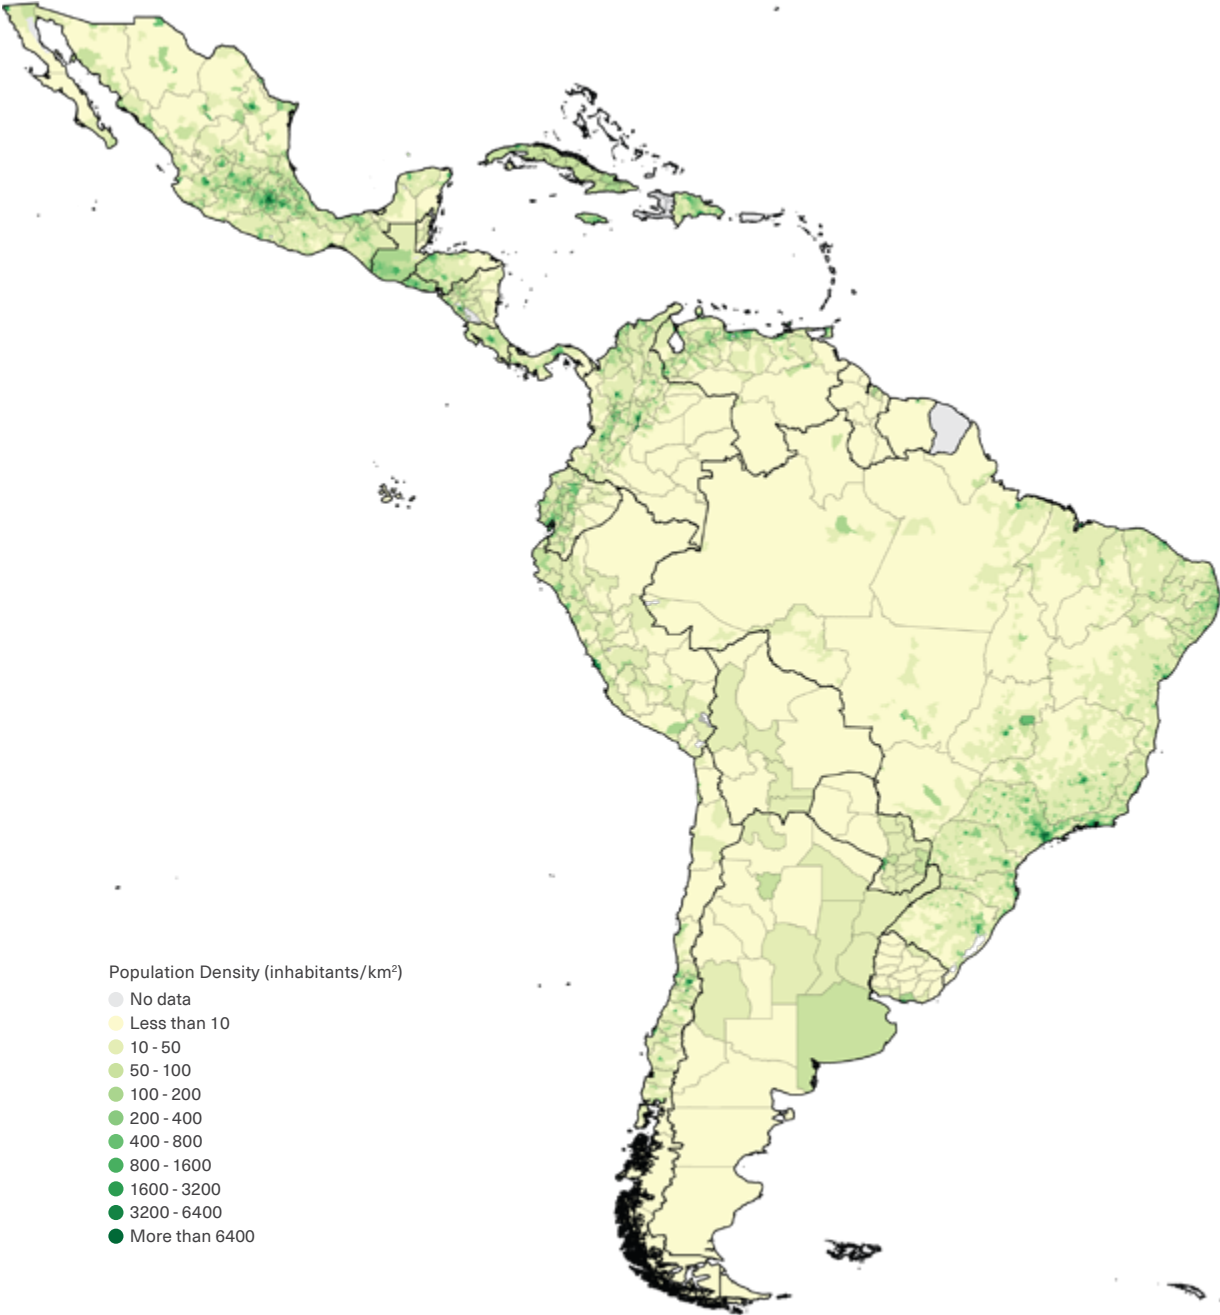 Population Density (inhabitants/km²)
No data
Less than 10
10 - 50
50 - 100
100 - 200
200 - 400
400 - 800
800 - 1600
1600 - 3200
3200 - 6400
More than 6400